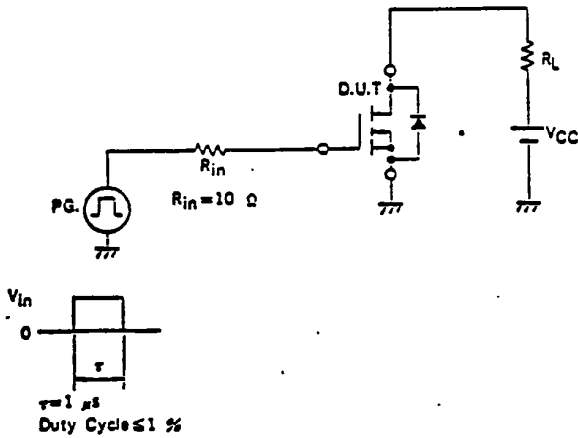 RL
D.U.T
VCC
Rin
PG.
Rin=10 Ω
Vin
0
τ
τ=1 μs
Duty Cycle≦1 %